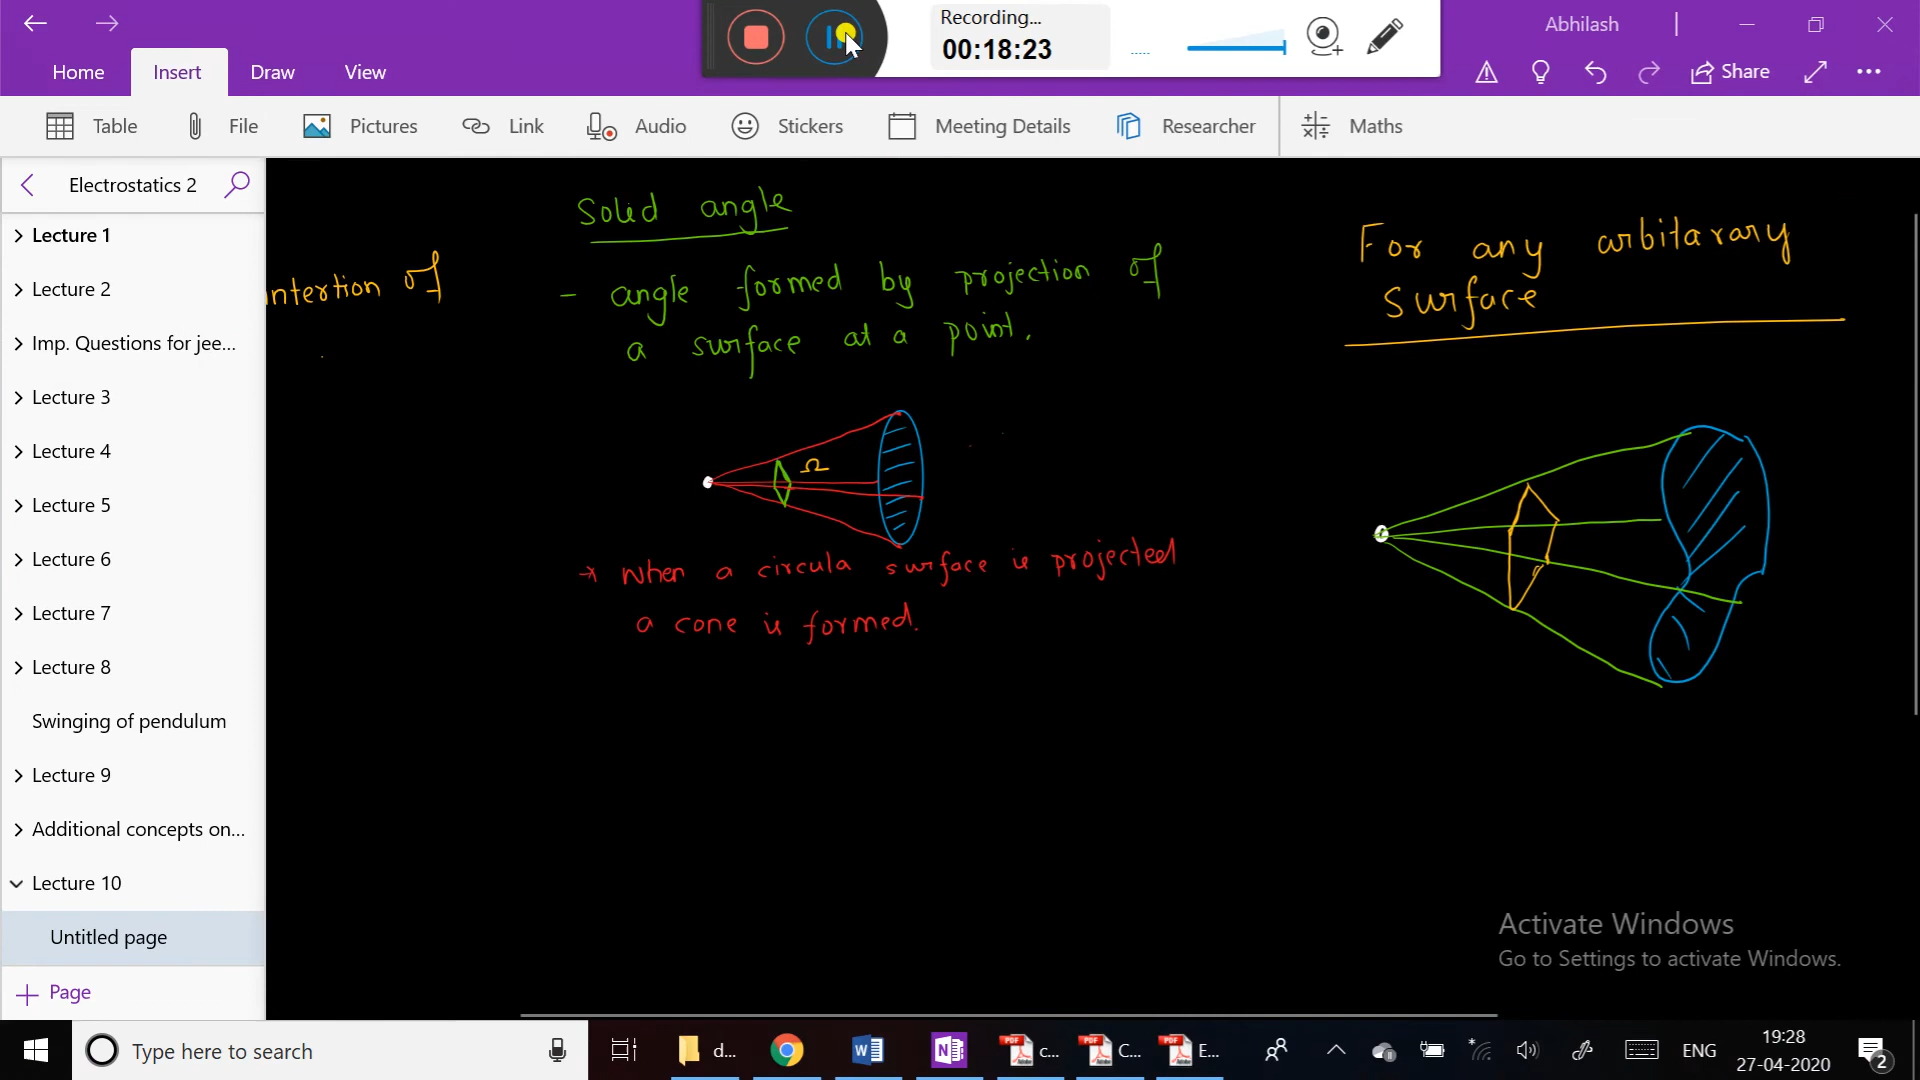 Recording...
00:18:23
Abhilash
Home
Insert
Draw
View
Share
Table
File
Pictures
Link
Audio
Stickers
Meeting Details
Researcher
Maths
Electrostatics 2
Lecture 1
Lecture 2
Imp. Questions for jee...
Lecture 3
Lecture 4
Lecture 5
Lecture 6
Lecture 7
Lecture 8
Swinging of pendulum
Lecture 9
Additional concepts on...
Lecture 10
Untitled page
Page
intertion of
Solid angle
- angle formed by projection of
a surface at a point.
Ω
→ When a circula surface is projected
a cone is formed.
For any arbitarary
surface
Activate Windows
Go to Settings to activate Windows.
Type here to search
d...
PDF
c...
PDF
C...
PDF
E...
ENG
19:28
27-04-2020
2